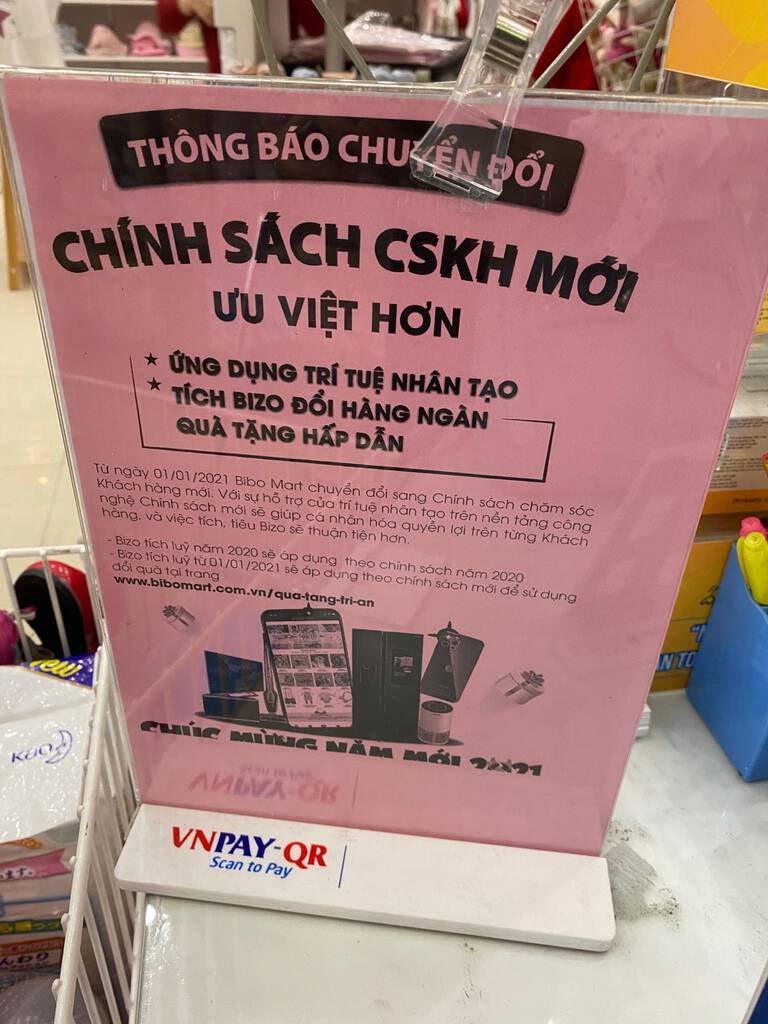 THÔNG BÁO CHUYỂN ĐỔI
CHÍNH SÁCH CSKH MỚI
ƯU VIỆT HƠN
★ ỨNG DỤNG TRÍ TUỆ NHÂN TẠO
★ TÍCH BIZO ĐỔI HÀNG NGÀN
QUÀ TẶNG HẤP DẪN
Từ ngày 01/01/2021 Bibo Mart chuyển đổi sang Chính sách chăm sóc
Khách hàng mới. Với sự hỗ trợ của trí tuệ nhân tạo trên nền tảng công
nghệ Chính sách mới sẽ giúp cá nhân hóa quyền lợi trên từng Khách
hàng, và việc tích, tiêu Bizo sẽ thuận tiện hơn.
- Bizo tích luỹ năm 2020 sẽ áp dụng theo chính sách năm 2020
- Bizo tích luỹ từ 01/01/2021 sẽ áp dụng theo chính sách mới để sử dụng
đổi quà tại trang
www.bibomart.com.vn/qua-tang-tri-an
CHÚC MỪNG NĂM MỚI 2021
VNPAY-QR
Scan to Pay
Kao